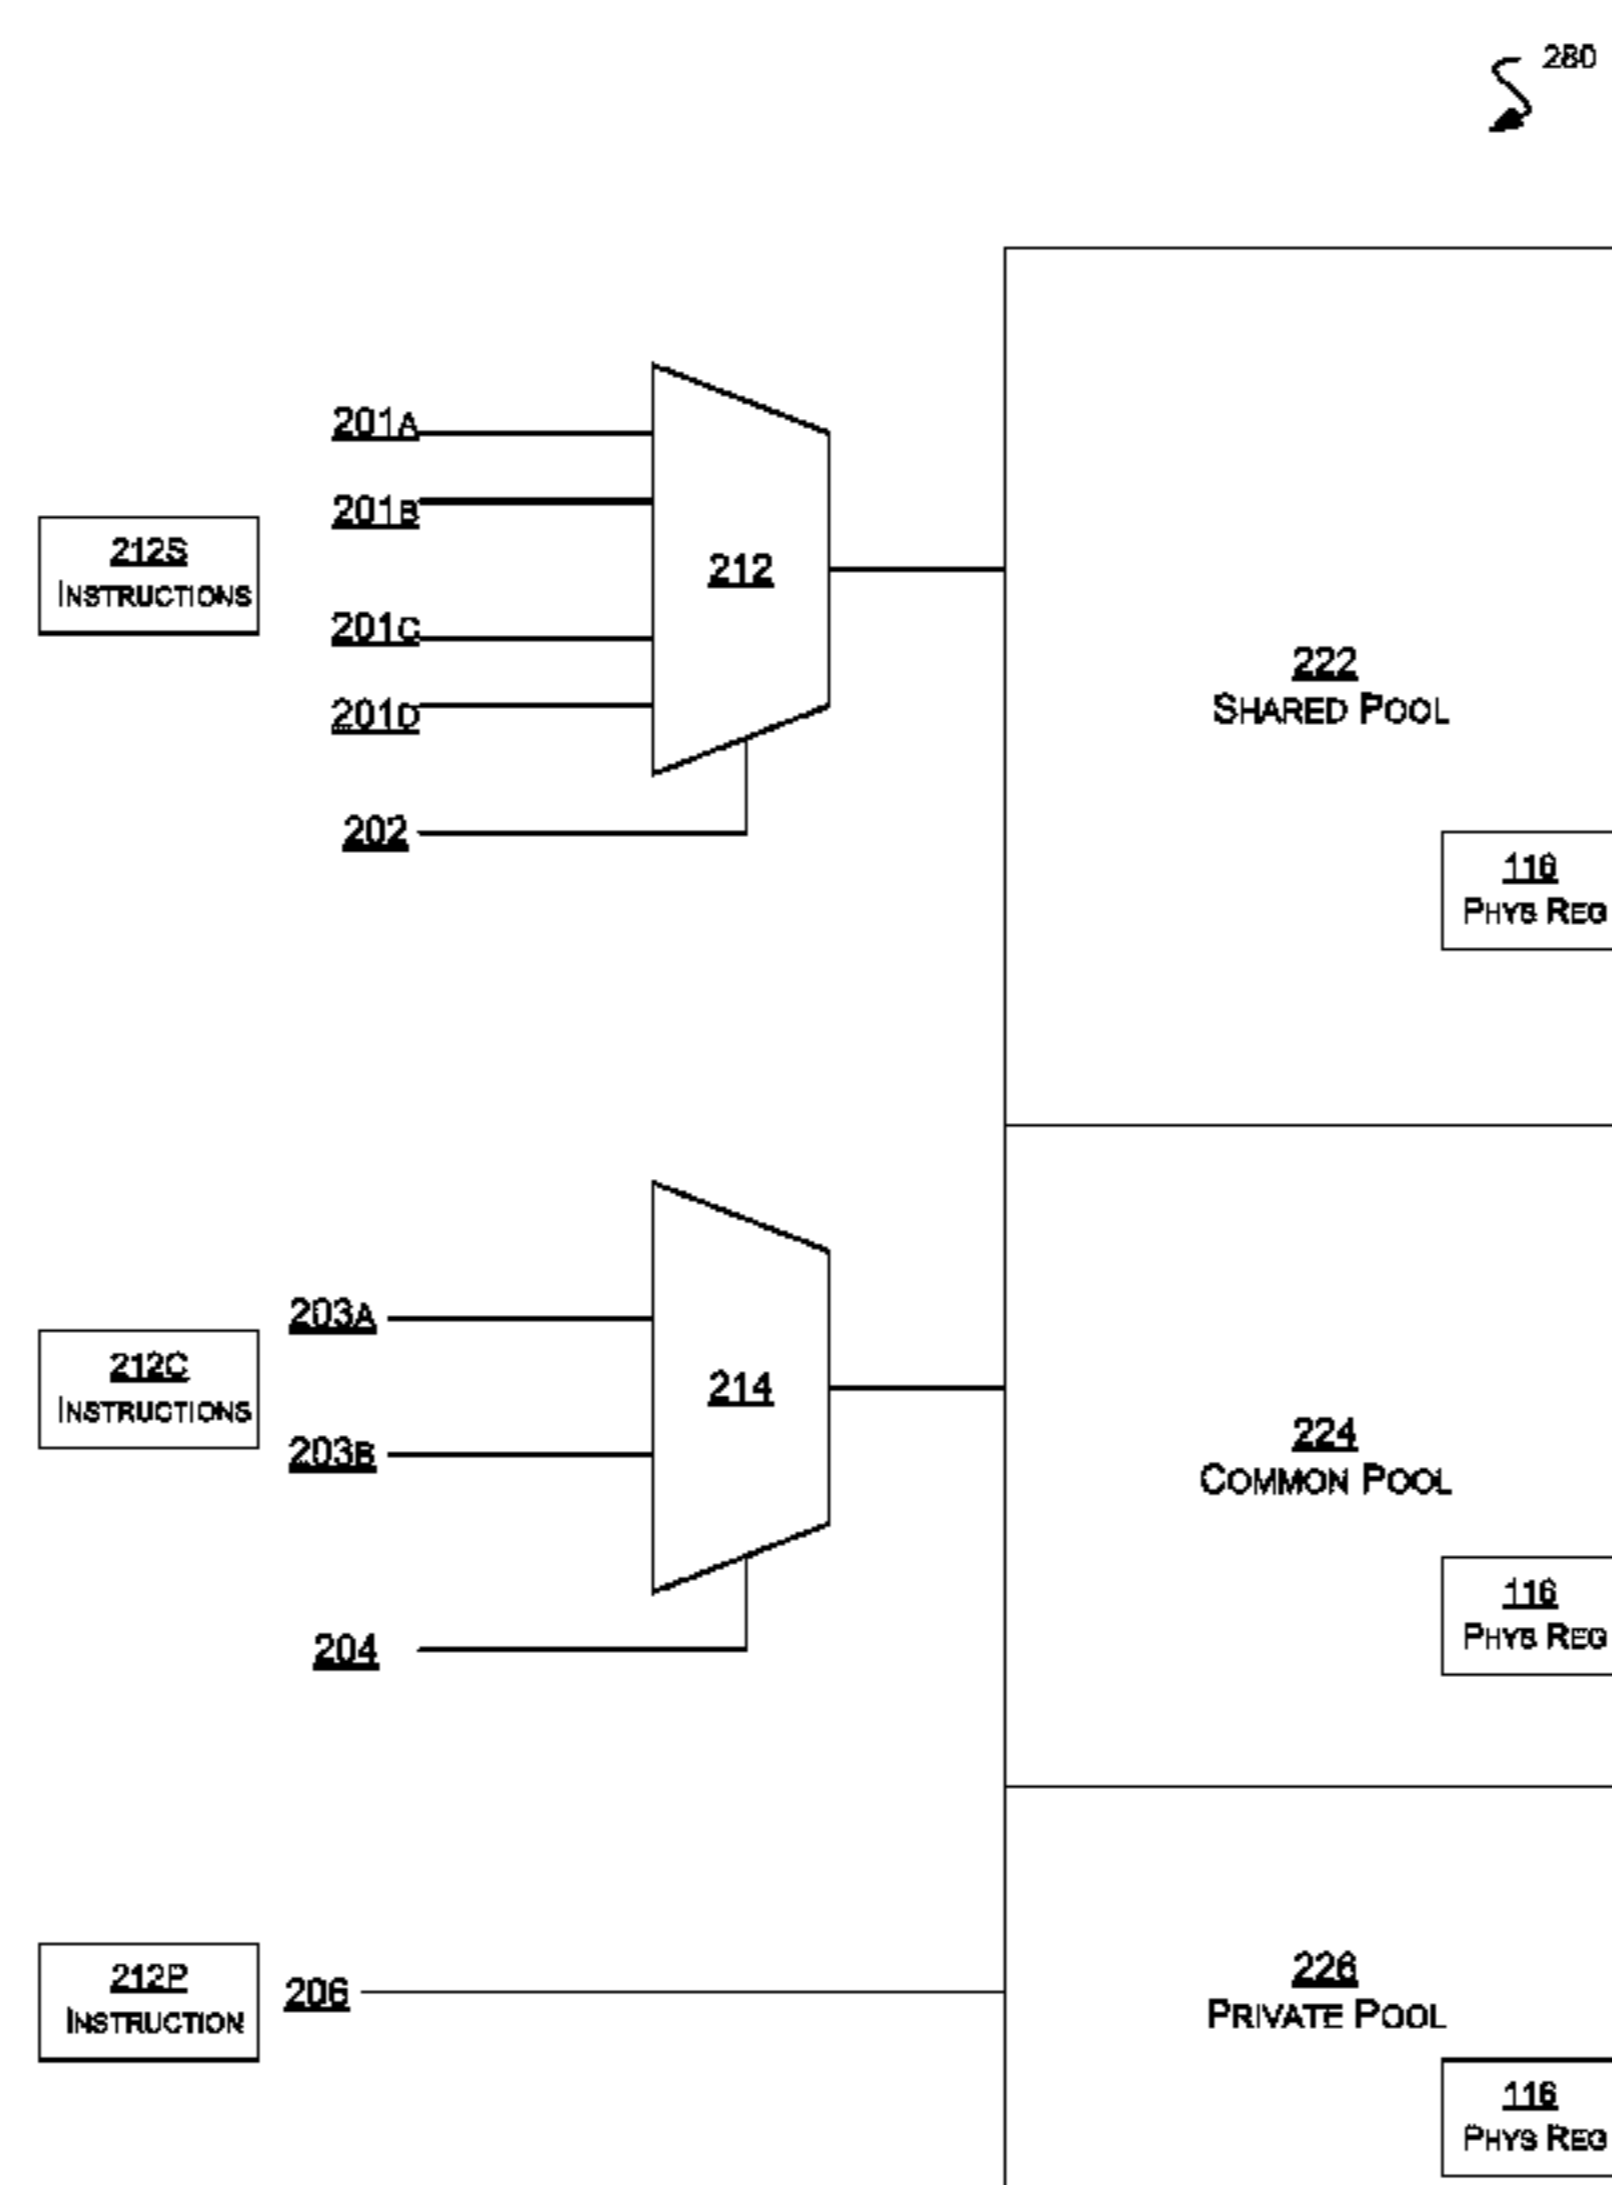 280
201A
201B
212S
INSTRUCTIONS
212
201C
201D
222
SHARED POOL
202
116
PHYS REG
203A
212C
INSTRUCTIONS
214
203B
224
COMMON POOL
116
PHYS REG
204
212P
INSTRUCTION
206
226
PRIVATE POOL
116
PHYS REG